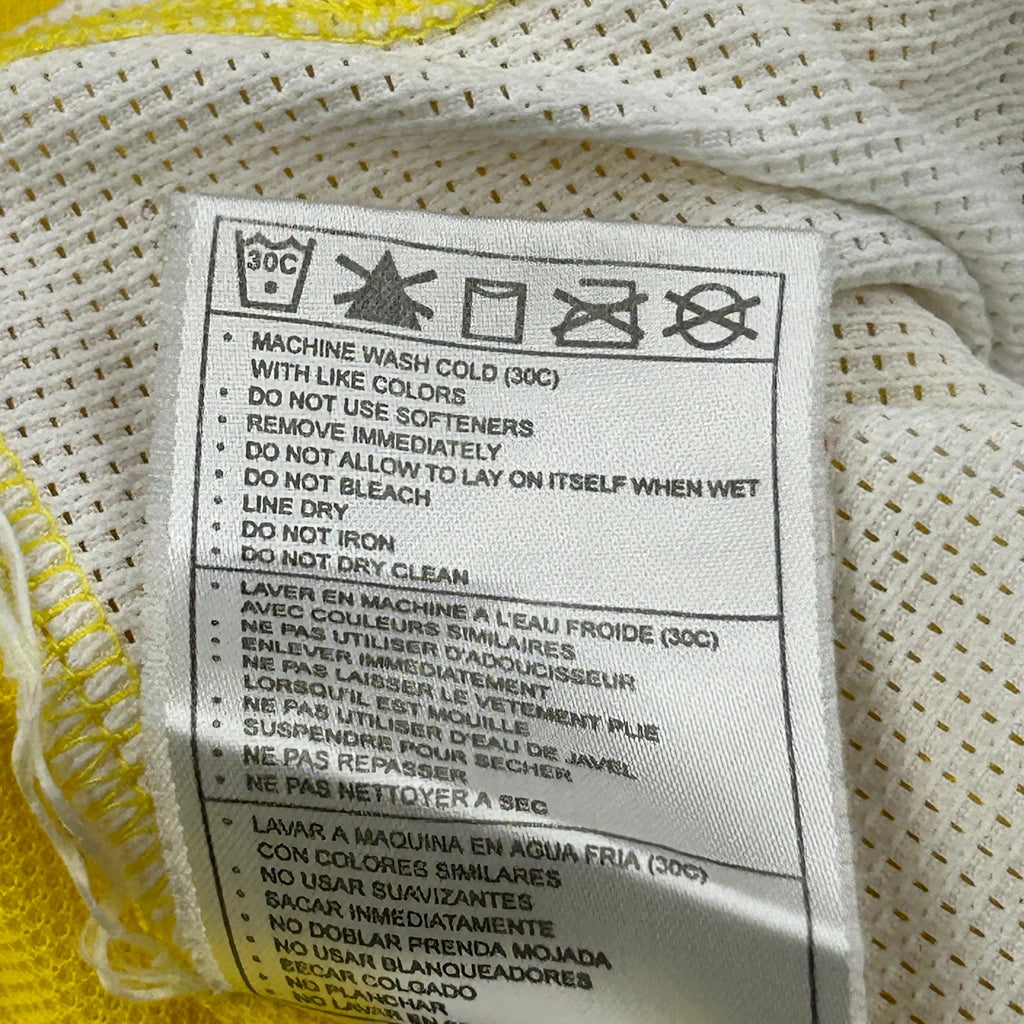 30C
• MACHINE WASH COLD (30C)
WITH LIKE COLORS
• DO NOT USE SOFTENERS
• REMOVE IMMEDIATELY
• DO NOT ALLOW TO LAY ON ITSELF WHEN WET
• DO NOT BLEACH
• LINE DRY
• DO NOT IRON
• DO NOT DRY CLEAN
• LAVER EN MACHINE A L'EAU FROIDE (30C)
AVEC COULEURS SIMILAIRES
• NE PAS UTILISER D'ADOUCISSEUR
• ENLEVER IMMEDIATEMENT
• NE PAS LAISSER LE VETEMENT PLIE
LORSQU'IL EST MOUILLE
• NE PAS UTILISER D'EAU DE JAVEL
• SUSPENDRE POUR SECHER
• NE PAS REPASSER
• NE PAS NETTOYER A SEC
• LAVAR A MAQUINA EN AGUA FRIA (30C)
CON COLORES SIMILARES
• NO USAR SUAVIZANTES
• SACAR INMEDIATAMENTE
• NO DOBLAR PRENDA MOJADA
• NO USAR BLANQUEADORES
• SECAR COLGADO
• NO PLANCHAR
• NO LAVAR EN